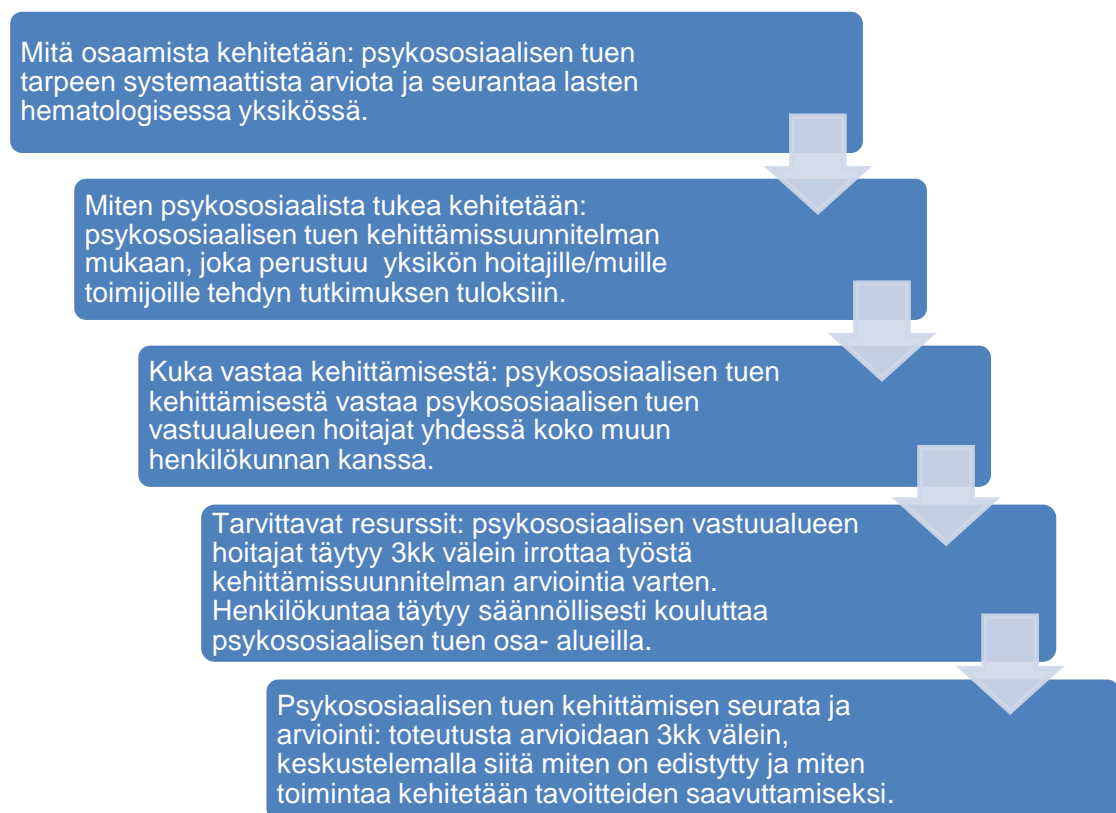 Mitä osaamista kehitetään: psykososiaalisen tuen
tarpeen systemaattista arviota ja seurantaa lasten
hematologisessa yksikössä.
Miten psykososiaalista tukea kehitetään:
psykososiaalisen tuen kehittämissuunnitelman
mukaan, joka perustuu yksikön hoitajille/muille
toimijoille tehdyn tutkimuksen tuloksiin.
Kuka vastaa kehittämisestä: psykososiaalisen tuen
kehittämisestä vastaa psykososiaalisen tuen
vastuualueen hoitajat yhdessä koko muun
henkilökunnan kanssa.
Tarvittavat resurssit: psykososiaalisen vastuualueen
hoitajat täytyy 3kk välein irrottaa työstä
kehittämissuunnitelman arviointia varten.
Henkilökuntaa täytyy säännöllisesti kouluttaa
psykososiaalisen tuen osa- alueilla.
Psykososiaalisen tuen kehittämisen seurata ja
arviointi: toteutusta arvioidaan 3kk välein,
keskustelemalla siitä miten on edistytty ja miten
toimintaa kehitetään tavoitteiden saavuttamiseksi.